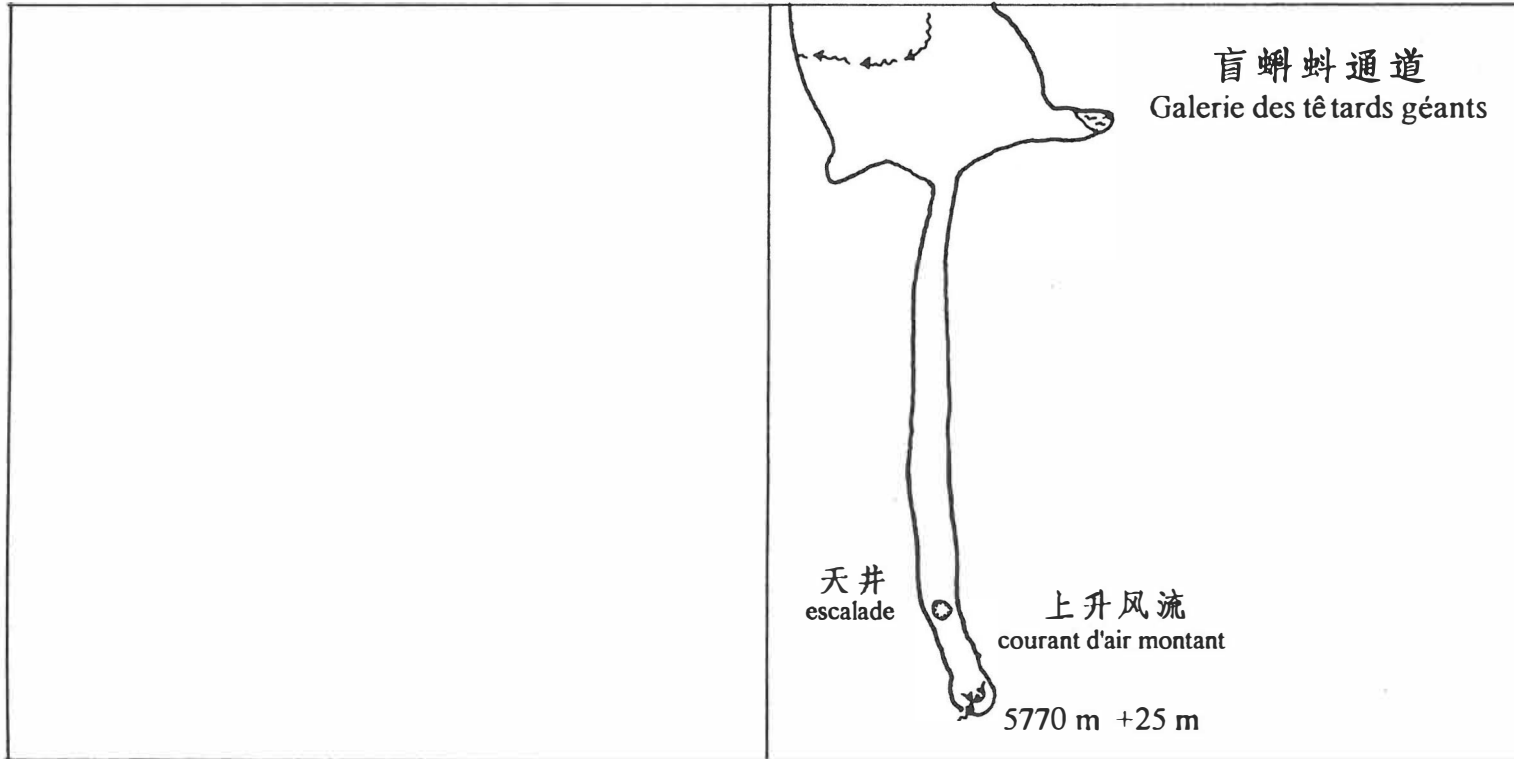 盲蝌蚪通道
Galerie des têtards géants
天井
escalade
上升风流
courant d'air montant
5770 m +25 m